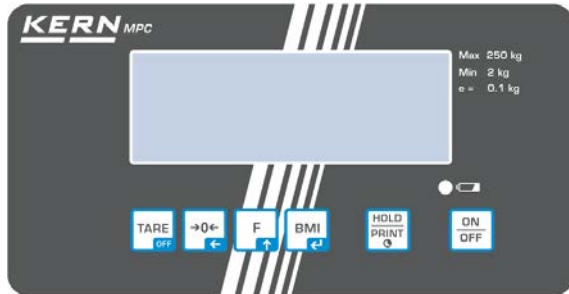 KERN MPC
Max 250 kg
Min 2 kg
e = 0.1 kg
TARE
OFF
→0←
F
BMI
HOLD
PRINT
ON
OFF